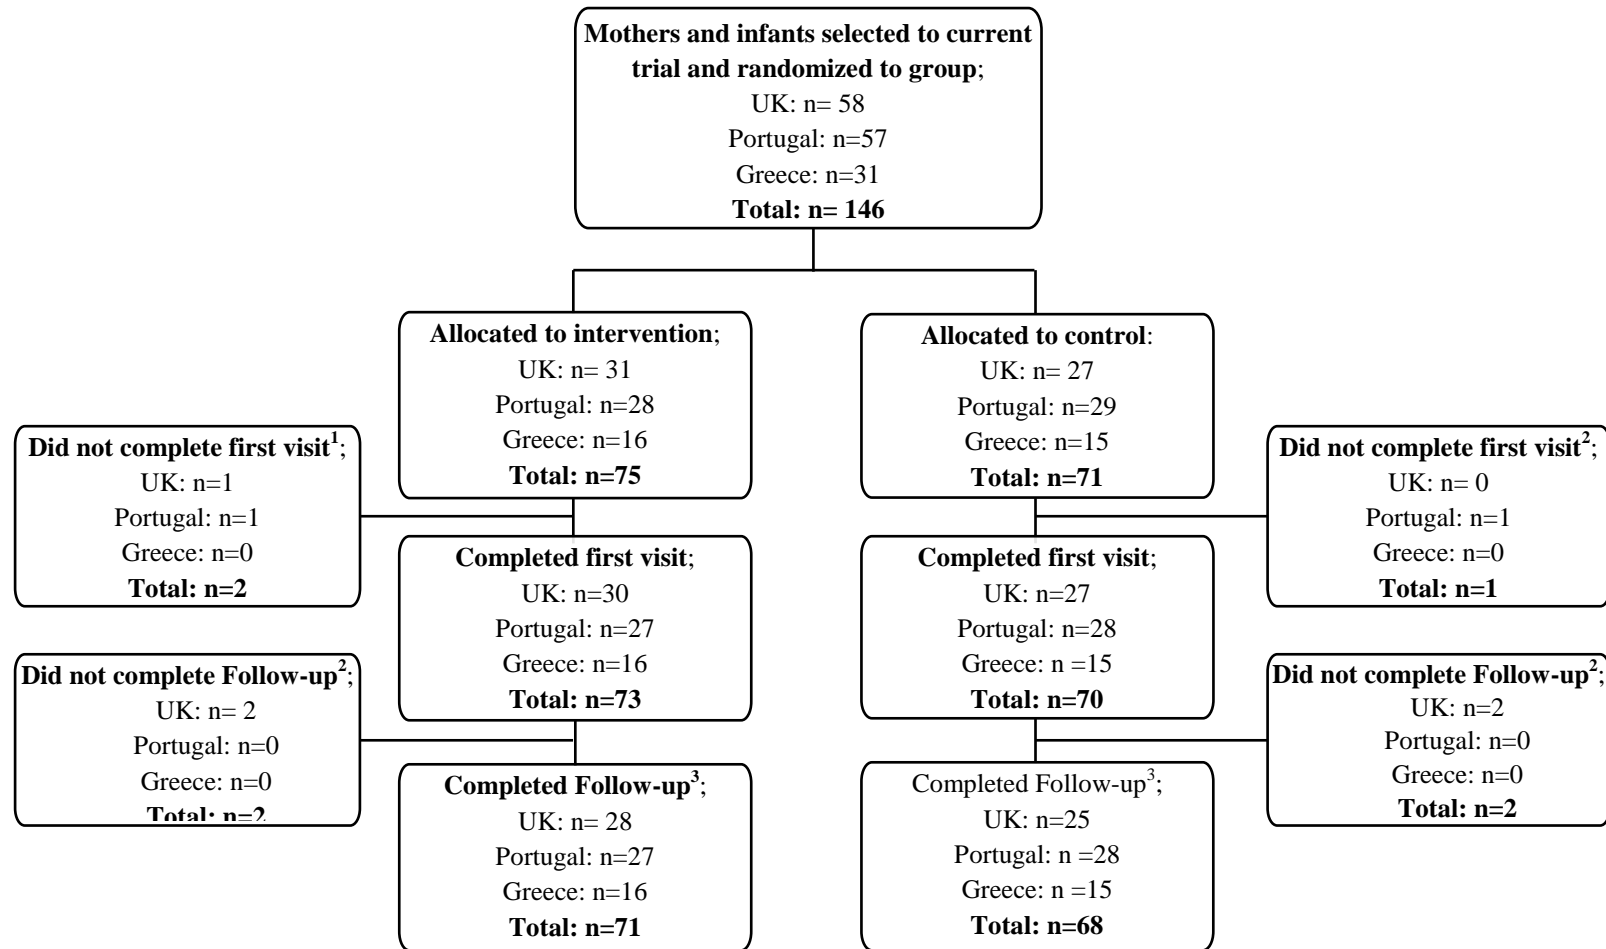 Mothers and infants selected to current
trial and randomized to group;
UK: n= 58
Portugal: n=57
Greece: n=31
Total: n= 146
Allocated to intervention;
UK: n= 31
Portugal: n=28
Greece: n=16
Total: n=75
Allocated to control:
UK: n= 27
Portugal: n=29
Greece: n=15
Total: n=71
Did not complete first visit¹;
UK: n=1
Portugal: n=1
Greece: n=0
Total: n=2
Did not complete first visit²;
UK: n= 0
Portugal: n=1
Greece: n=0
Total: n=1
Completed first visit;
UK: n=30
Portugal: n=27
Greece: n=16
Total: n=73
Completed first visit;
UK: n=27
Portugal: n=28
Greece: n =15
Total: n=70
Did not complete Follow-up²;
UK: n= 2
Portugal: n=0
Greece: n=0
Total: n=2
Did not complete Follow-up²;
UK: n=2
Portugal: n=0
Greece: n=0
Total: n=2
Completed Follow-up³;
UK: n= 28
Portugal: n=27
Greece: n=16
Total: n=71
Completed Follow-up³;
UK: n=25
Portugal: n =28
Greece: n =15
Total: n=68